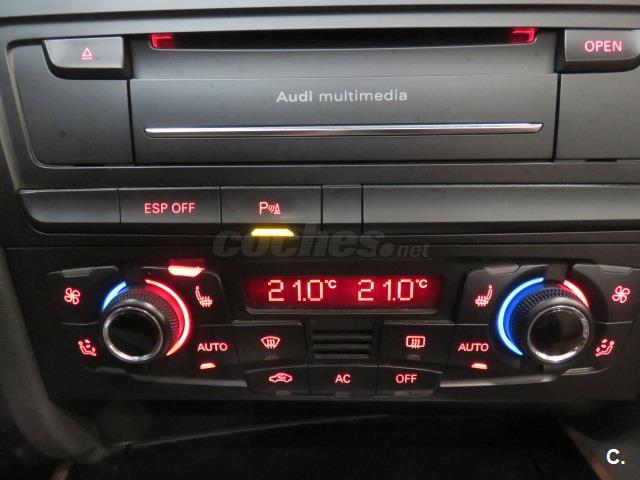 OPEN
Audi multimedia
ESP OFF
P
coches.net
21.0°C 21.0°C
AUTO
AUTO
AC
OFF
C.